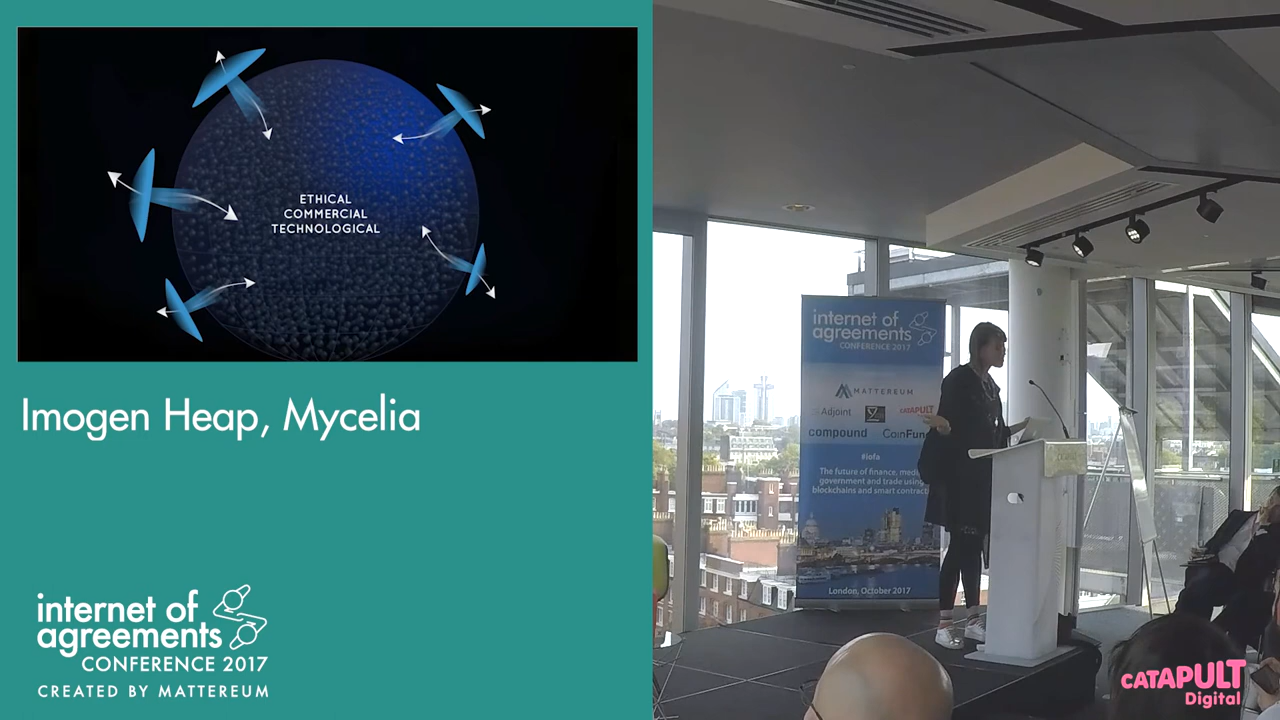 ETHICAL
COMMERCIAL
TECHNOLOGICAL
Imogen Heap, Mycelia
internet of
agreements
CONFERENCE 2017
CREATED BY MATTEREUM
internet of
agreements
CONFERENCE 2017
MATTEREUM
Adjoint
CATAPULT
compound
CoinFund
#iofa
The future of finance, media,
government and trade using
blockchains and smart contracts
London, October 2017
CATAPULT
Digital